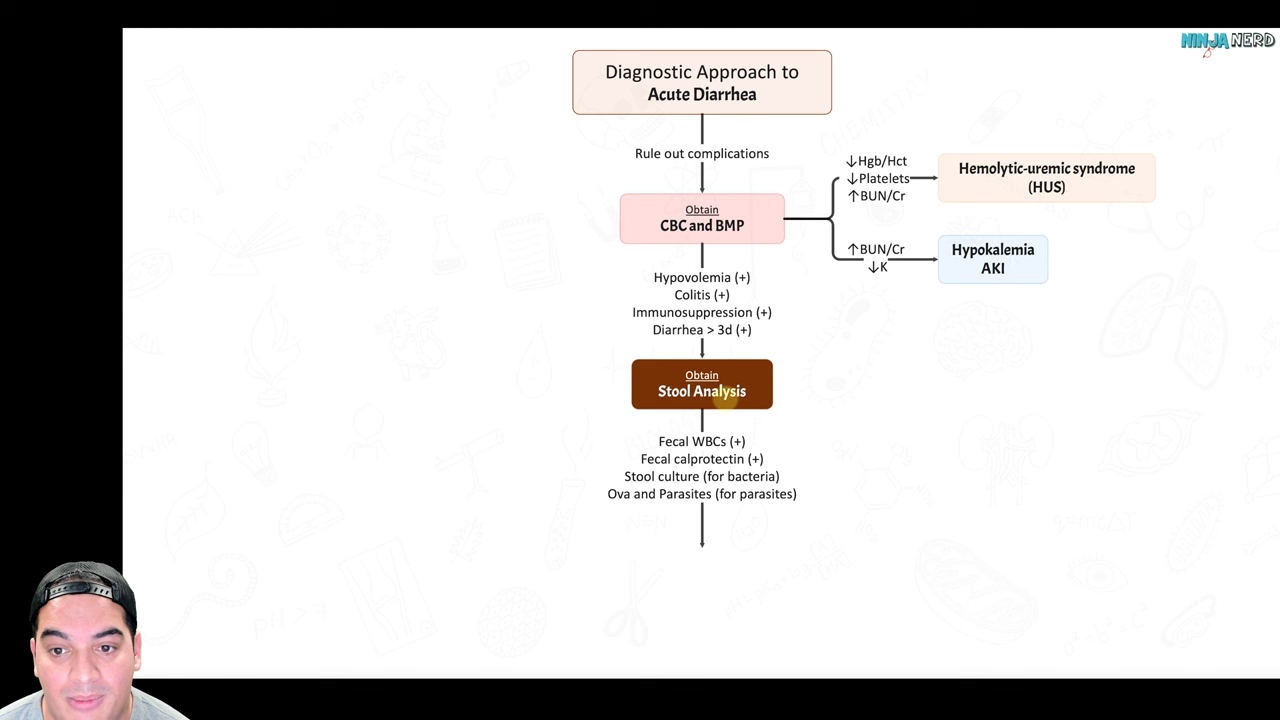 NINJA NERD
Diagnostic Approach to
Acute Diarrhea
Rule out complications
Obtain
CBC and BMP
↓Hgb/Hct
↓Platelets
↑BUN/Cr
Hemolytic-uremic syndrome
(HUS)
↑BUN/Cr
↓K
Hypokalemia
AKI
Hypovolemia (+)
Colitis (+)
Immunosuppression (+)
Diarrhea > 3d (+)
Obtain
Stool Analysis
Fecal WBCs (+)
Fecal calprotectin (+)
Stool culture (for bacteria)
Ova and Parasites (for parasites)